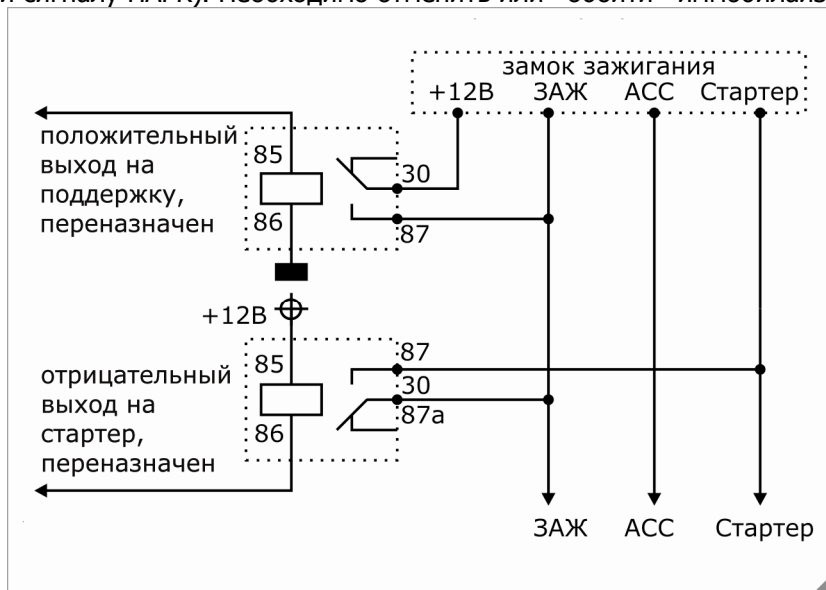 замок зажигания
+12В ЗАЖ АСС Стартер
положительный
выход на
поддержку,
переназначен
85
86
30
87
+12В
отрицательный
выход на
стартер,
переназначен
85
86
87
30
87а
ЗАЖ АСС Стартер